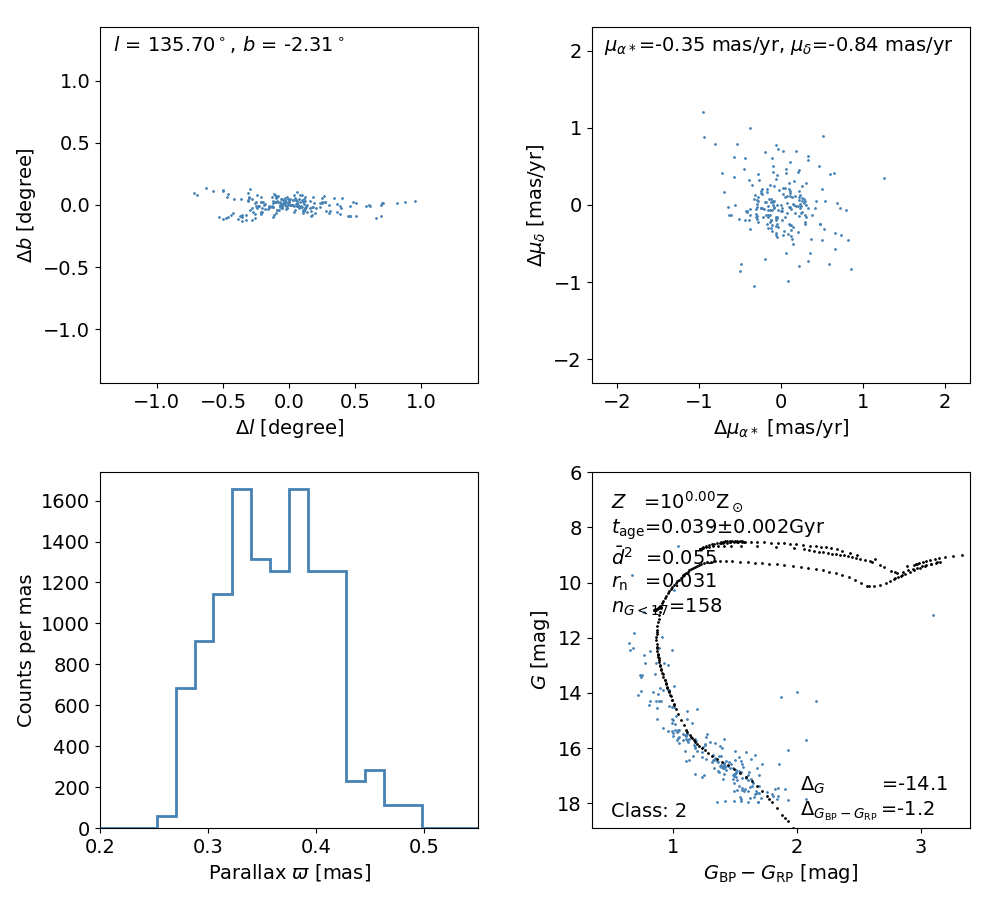 l = 135.70°, b = -2.31°
1.0
0.5
0.0
−0.5
−1.0
Δb [degree]
−1.0 −0.5 0.0 0.5 1.0
Δl [degree]
μα*=-0.35 mas/yr, μδ=-0.84 mas/yr
2
1
0
−1
−2
Δμδ [mas/yr]
−2 −1 0 1 2
Δμα* [mas/yr]
1600
1400
1200
1000
800
600
400
200
0
Counts per mas
0.2 0.3 0.4 0.5
Parallax ϖ [mas]
6
8
10
12
14
16
18
G [mag]
Z =10^0.00 Z⊙
t_age=0.039±0.002Gyr
d̄² =0.055
r_n =0.031
n_G<17=158
Δ_G =-14.1
Class: 2
Δ_GBP−GRP =-1.2
1 2 3
G_BP − G_RP [mag]